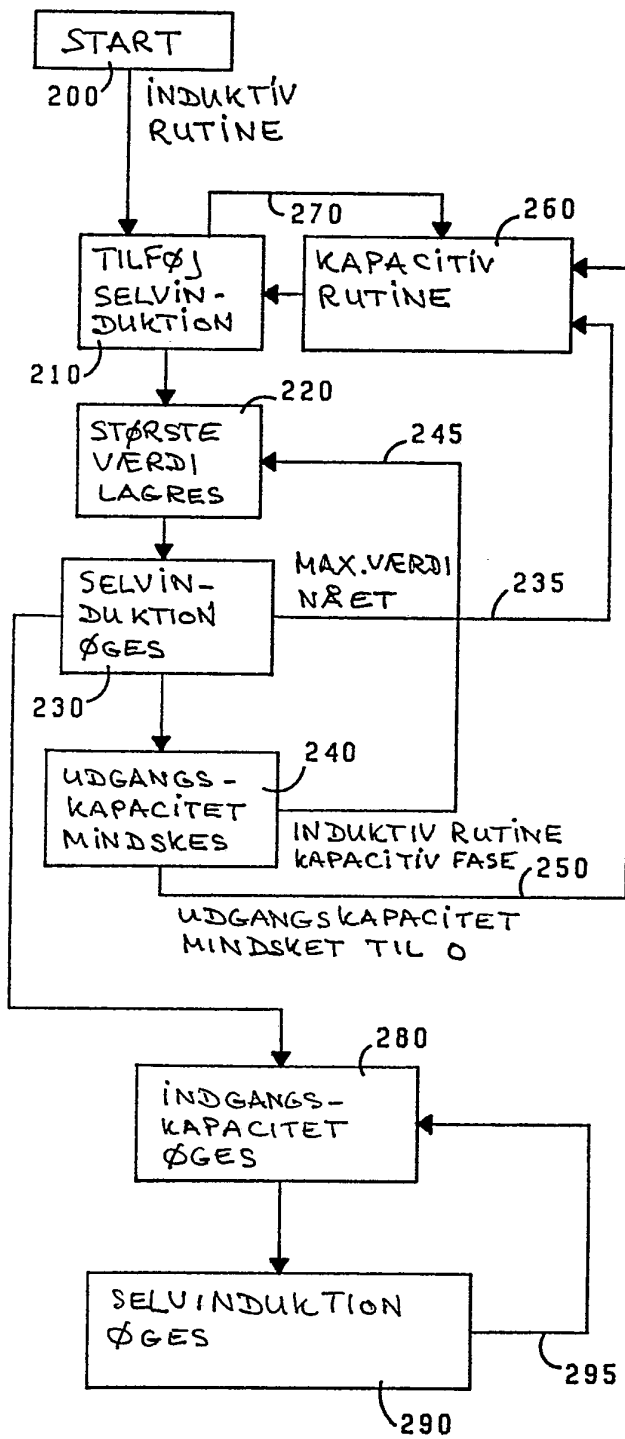 START
200
INDUKTIV
RUTINE
270
260
TILFØJ
SELVIN-
DUKTION
KAPACITIV
RUTINE
210
220
STØRSTE
VÆRDI
LAGRES
245
SELVIN-
DUKTION
ØGES
MAX.VÆRDI
NÅET
235
230
240
UDGANGS-
KAPACITET
MINDSKES
INDUKTIV RUTINE
KAPACITIV FASE
250
UDGANGSKAPACITET
MINDSKET TIL 0
280
INDGANGS-
KAPACITET
ØGES
SELVINDUKTION
ØGES
295
290